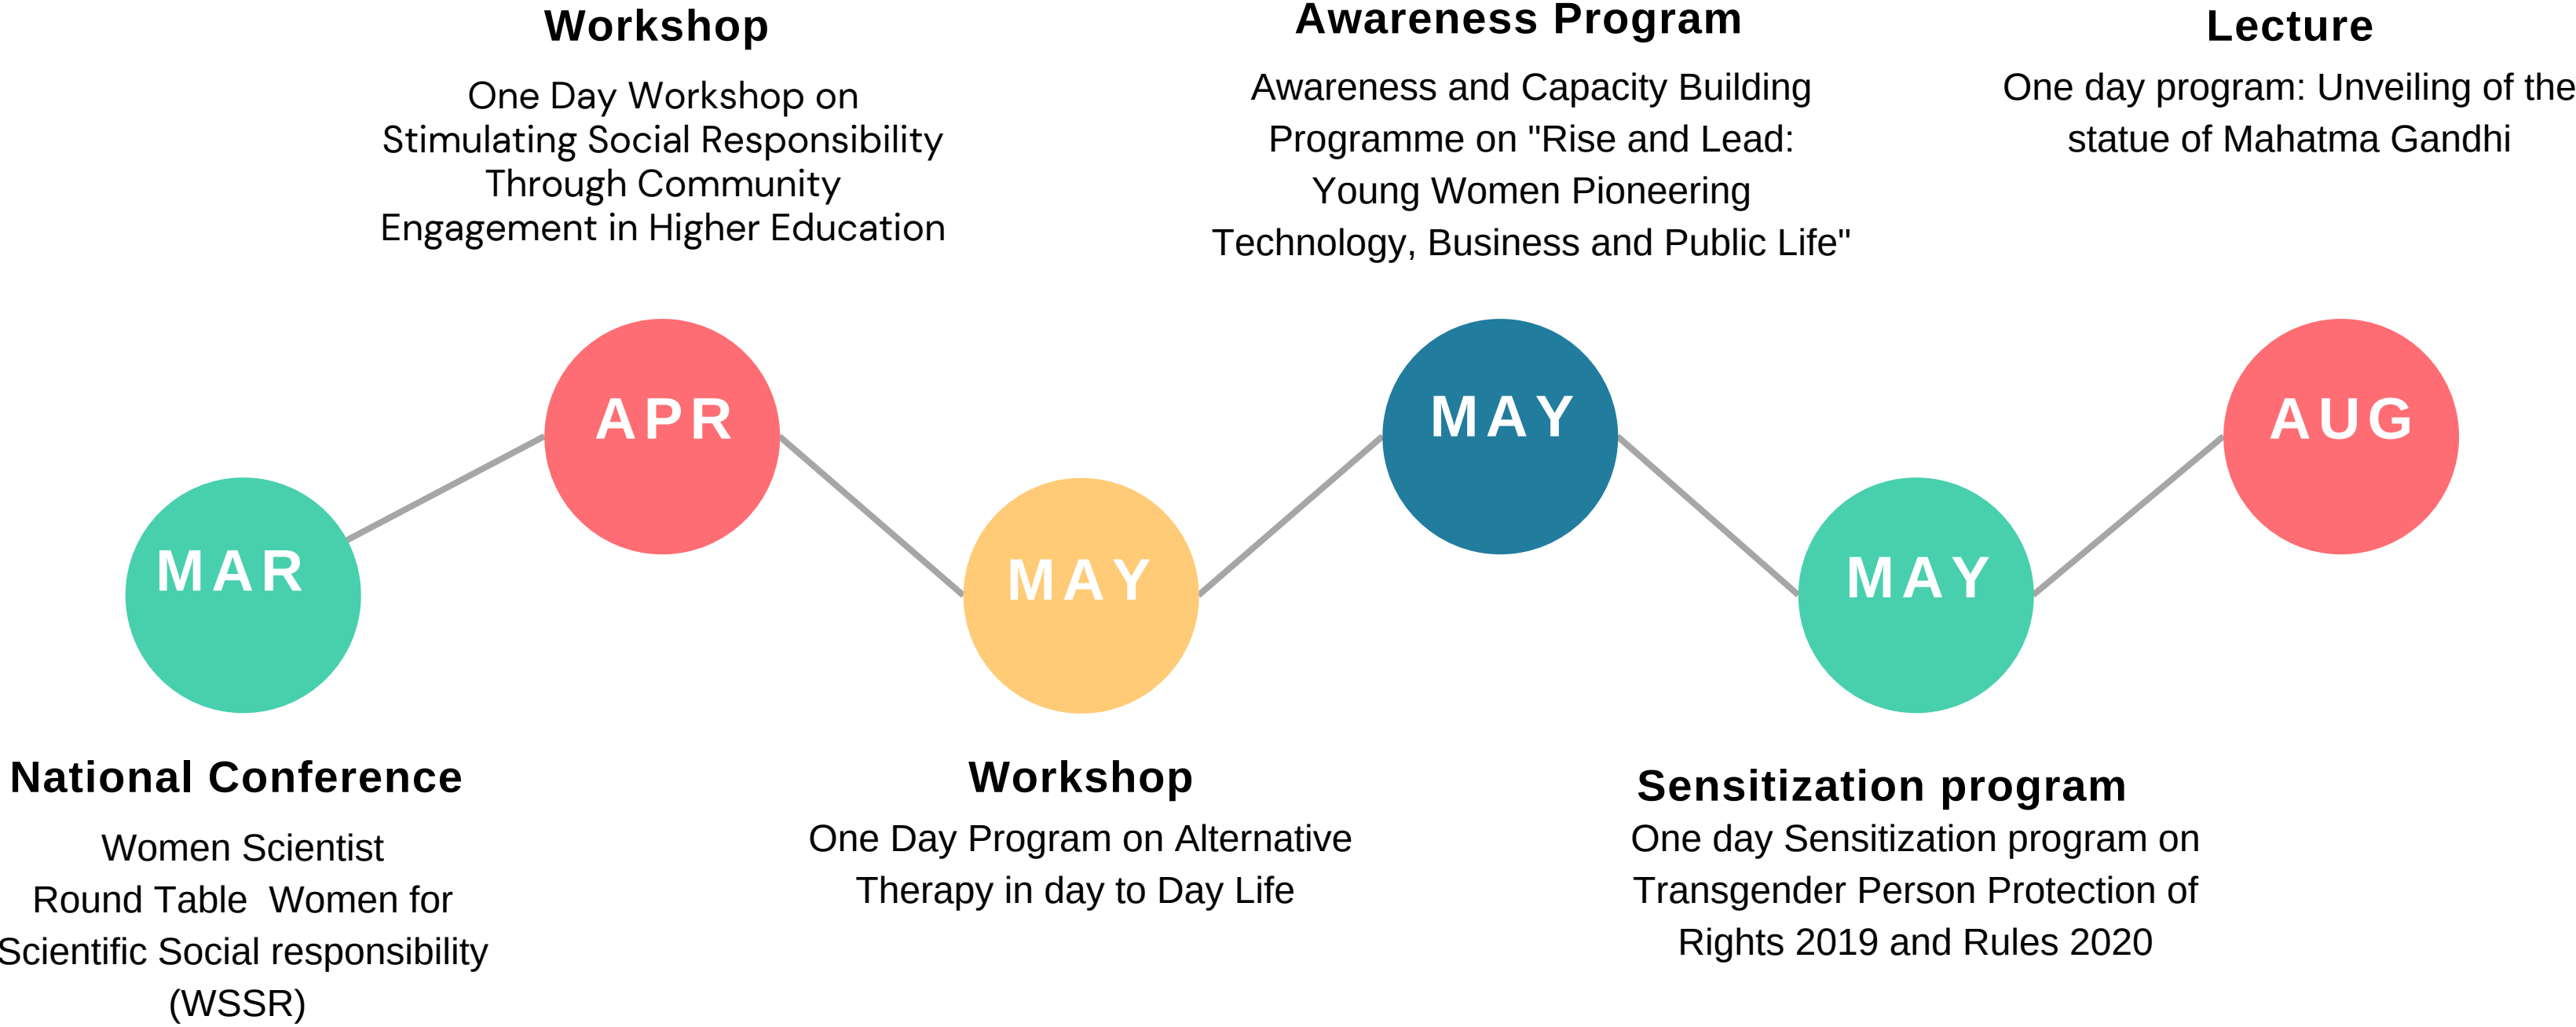 Workshop
One Day Workshop on
Stimulating Social Responsibility
Through Community
Engagement in Higher Education
Awareness Program
Awareness and Capacity Building
Programme on "Rise and Lead:
Young Women Pioneering
Technology, Business and Public Life"
Lecture
One day program: Unveiling of the
statue of Mahatma Gandhi
MAR
APR
MAY
MAY
MAY
AUG
National Conference
Women Scientist
Round Table  Women for
Scientific Social responsibility
(WSSR)
Workshop
One Day Program on Alternative
Therapy in day to Day Life
Sensitization program
One day Sensitization program on
Transgender Person Protection of
Rights 2019 and Rules 2020